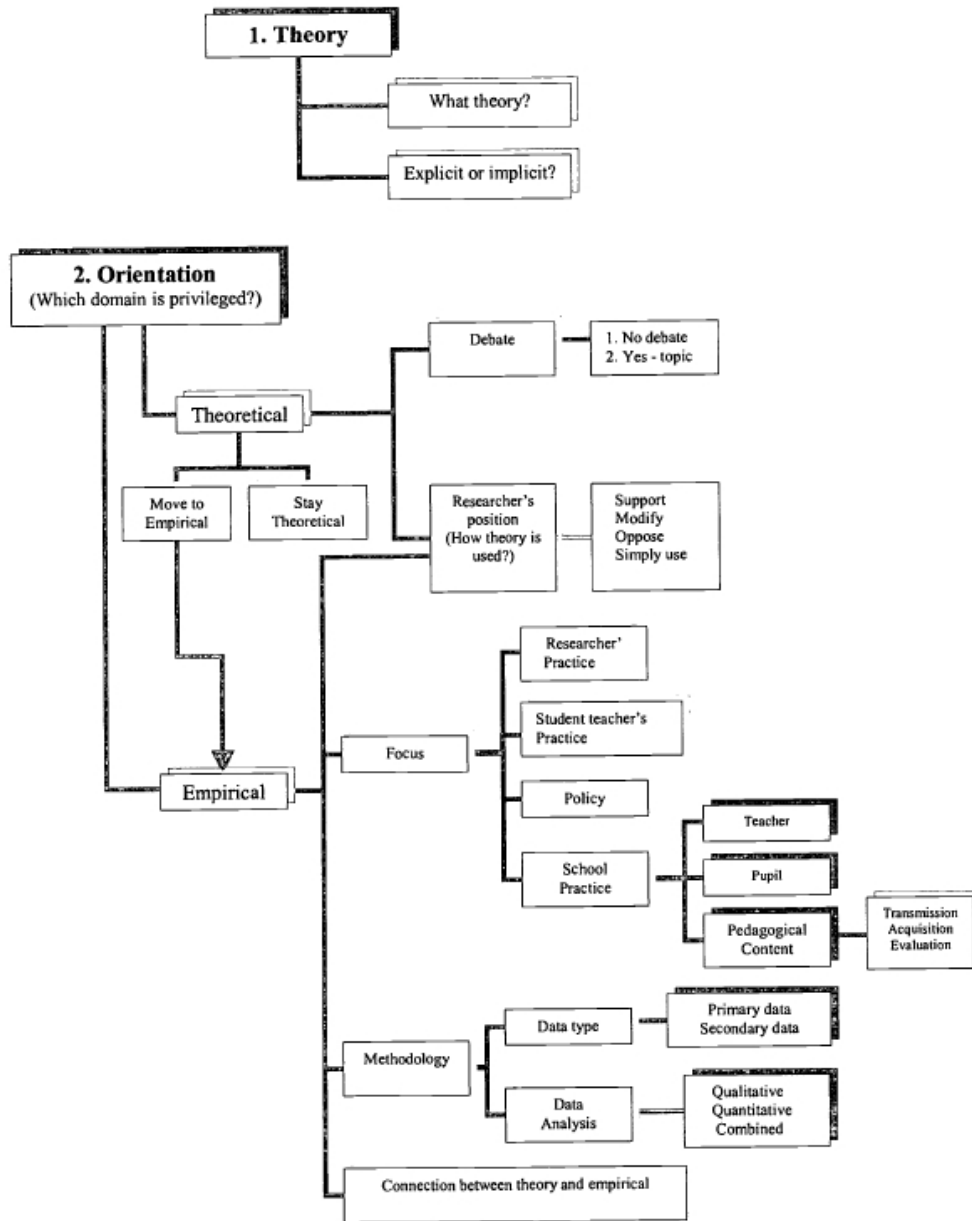 1. Theory
What theory?
Explicit or implicit?
2. Orientation
(Which domain is privileged?)
Debate
1. No debate
2. Yes - topic
Theoretical
Move to
Empirical
Stay
Theoretical
Researcher's
position
(How theory is
used?)
Support
Modify
Oppose
Simply use
Researcher'
Practice
Student teacher's
Practice
Focus
Empirical
Policy
School
Practice
Teacher
Pupil
Pedagogical
Content
Transmission
Acquisition
Evaluation
Methodology
Data type
Primary data
Secondary data
Data
Analysis
Qualitative
Quantitative
Combined
Connection between theory and empirical